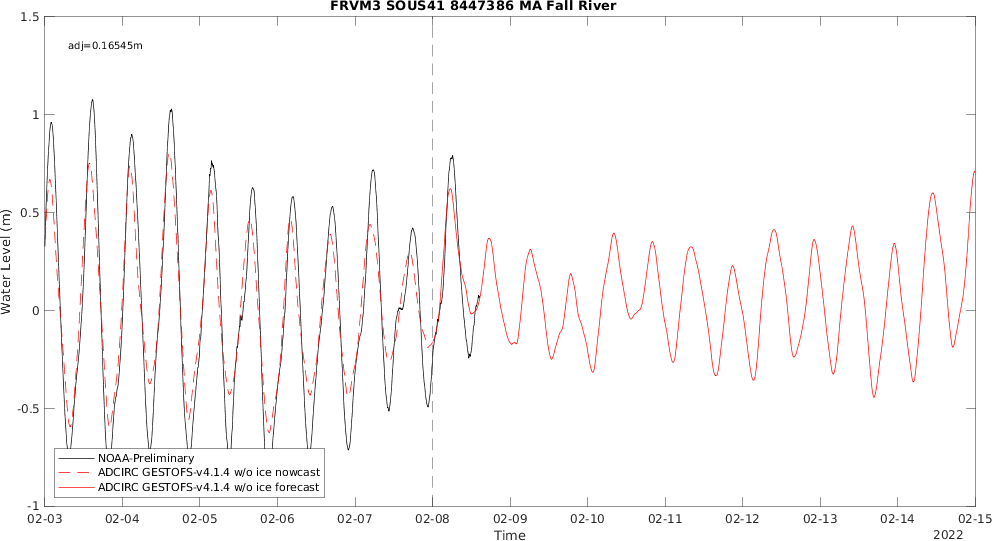 FRVM3 SOUS41 8447386 MA Fall River
adj=0.16545m
Water Level (m)
1.5
1
0.5
0
-0.5
-1
NOAA-Preliminary
ADCIRC GESTOFS-v4.1.4 w/o ice nowcast
ADCIRC GESTOFS-v4.1.4 w/o ice forecast
02-03 02-04 02-05 02-06 02-07 02-08 02-09 02-10 02-11 02-12 02-13 02-14 02-15
Time
2022